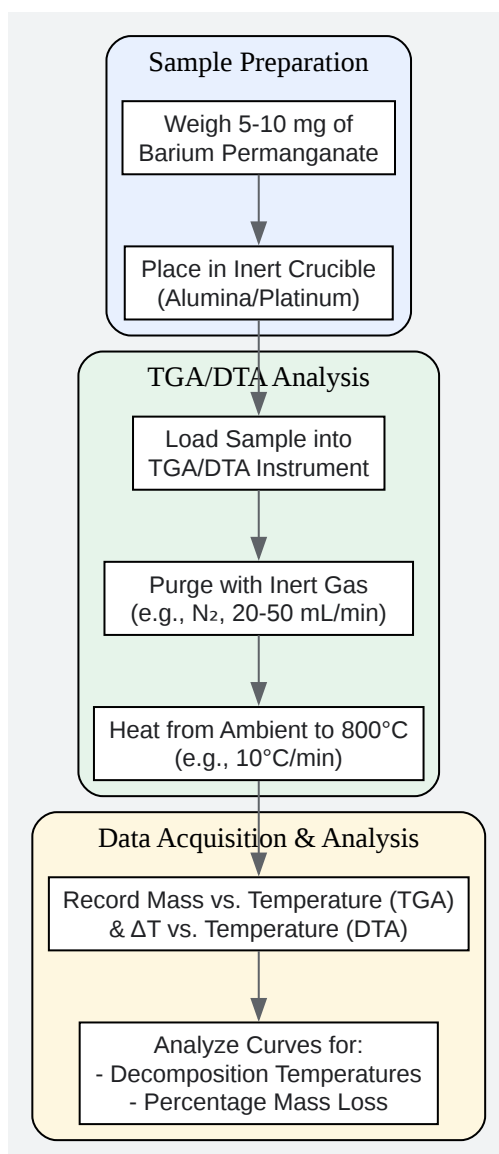 Sample Preparation
Weigh 5-10 mg of
Barium Permanganate
Place in Inert Crucible
(Alumina/Platinum)
TGA/DTA Analysis
Load Sample into
TGA/DTA Instrument
Purge with Inert Gas
(e.g., N₂, 20-50 mL/min)
Heat from Ambient to 800°C
(e.g., 10°C/min)
Data Acquisition & Analysis
Record Mass vs. Temperature (TGA)
& ΔT vs. Temperature (DTA)
Analyze Curves for:
- Decomposition Temperatures
- Percentage Mass Loss